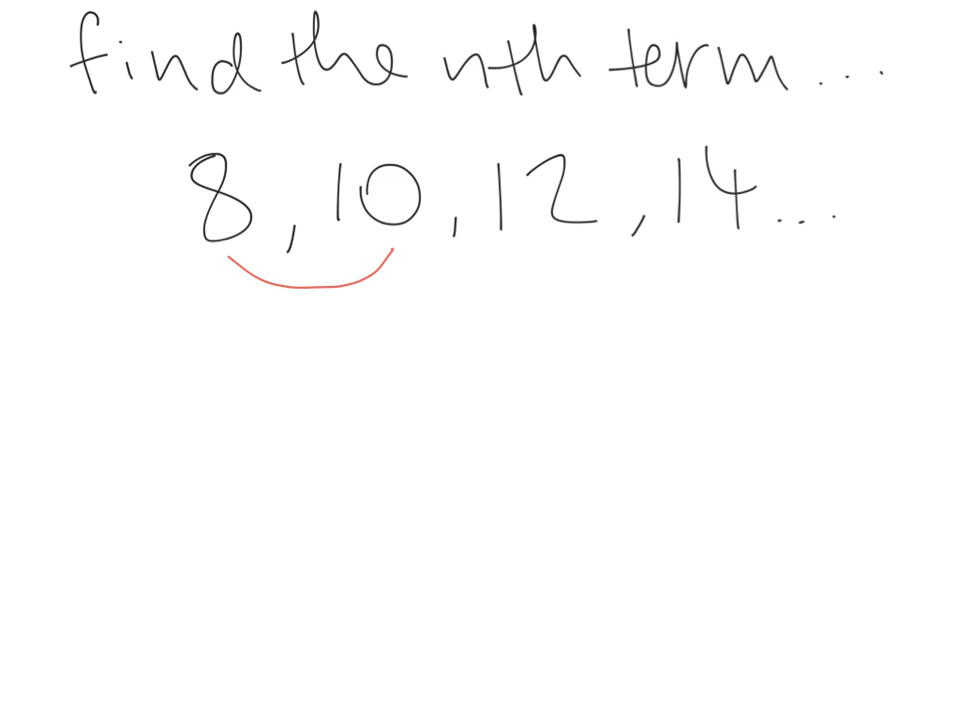 find the nth term...
8, 10, 12, 14...